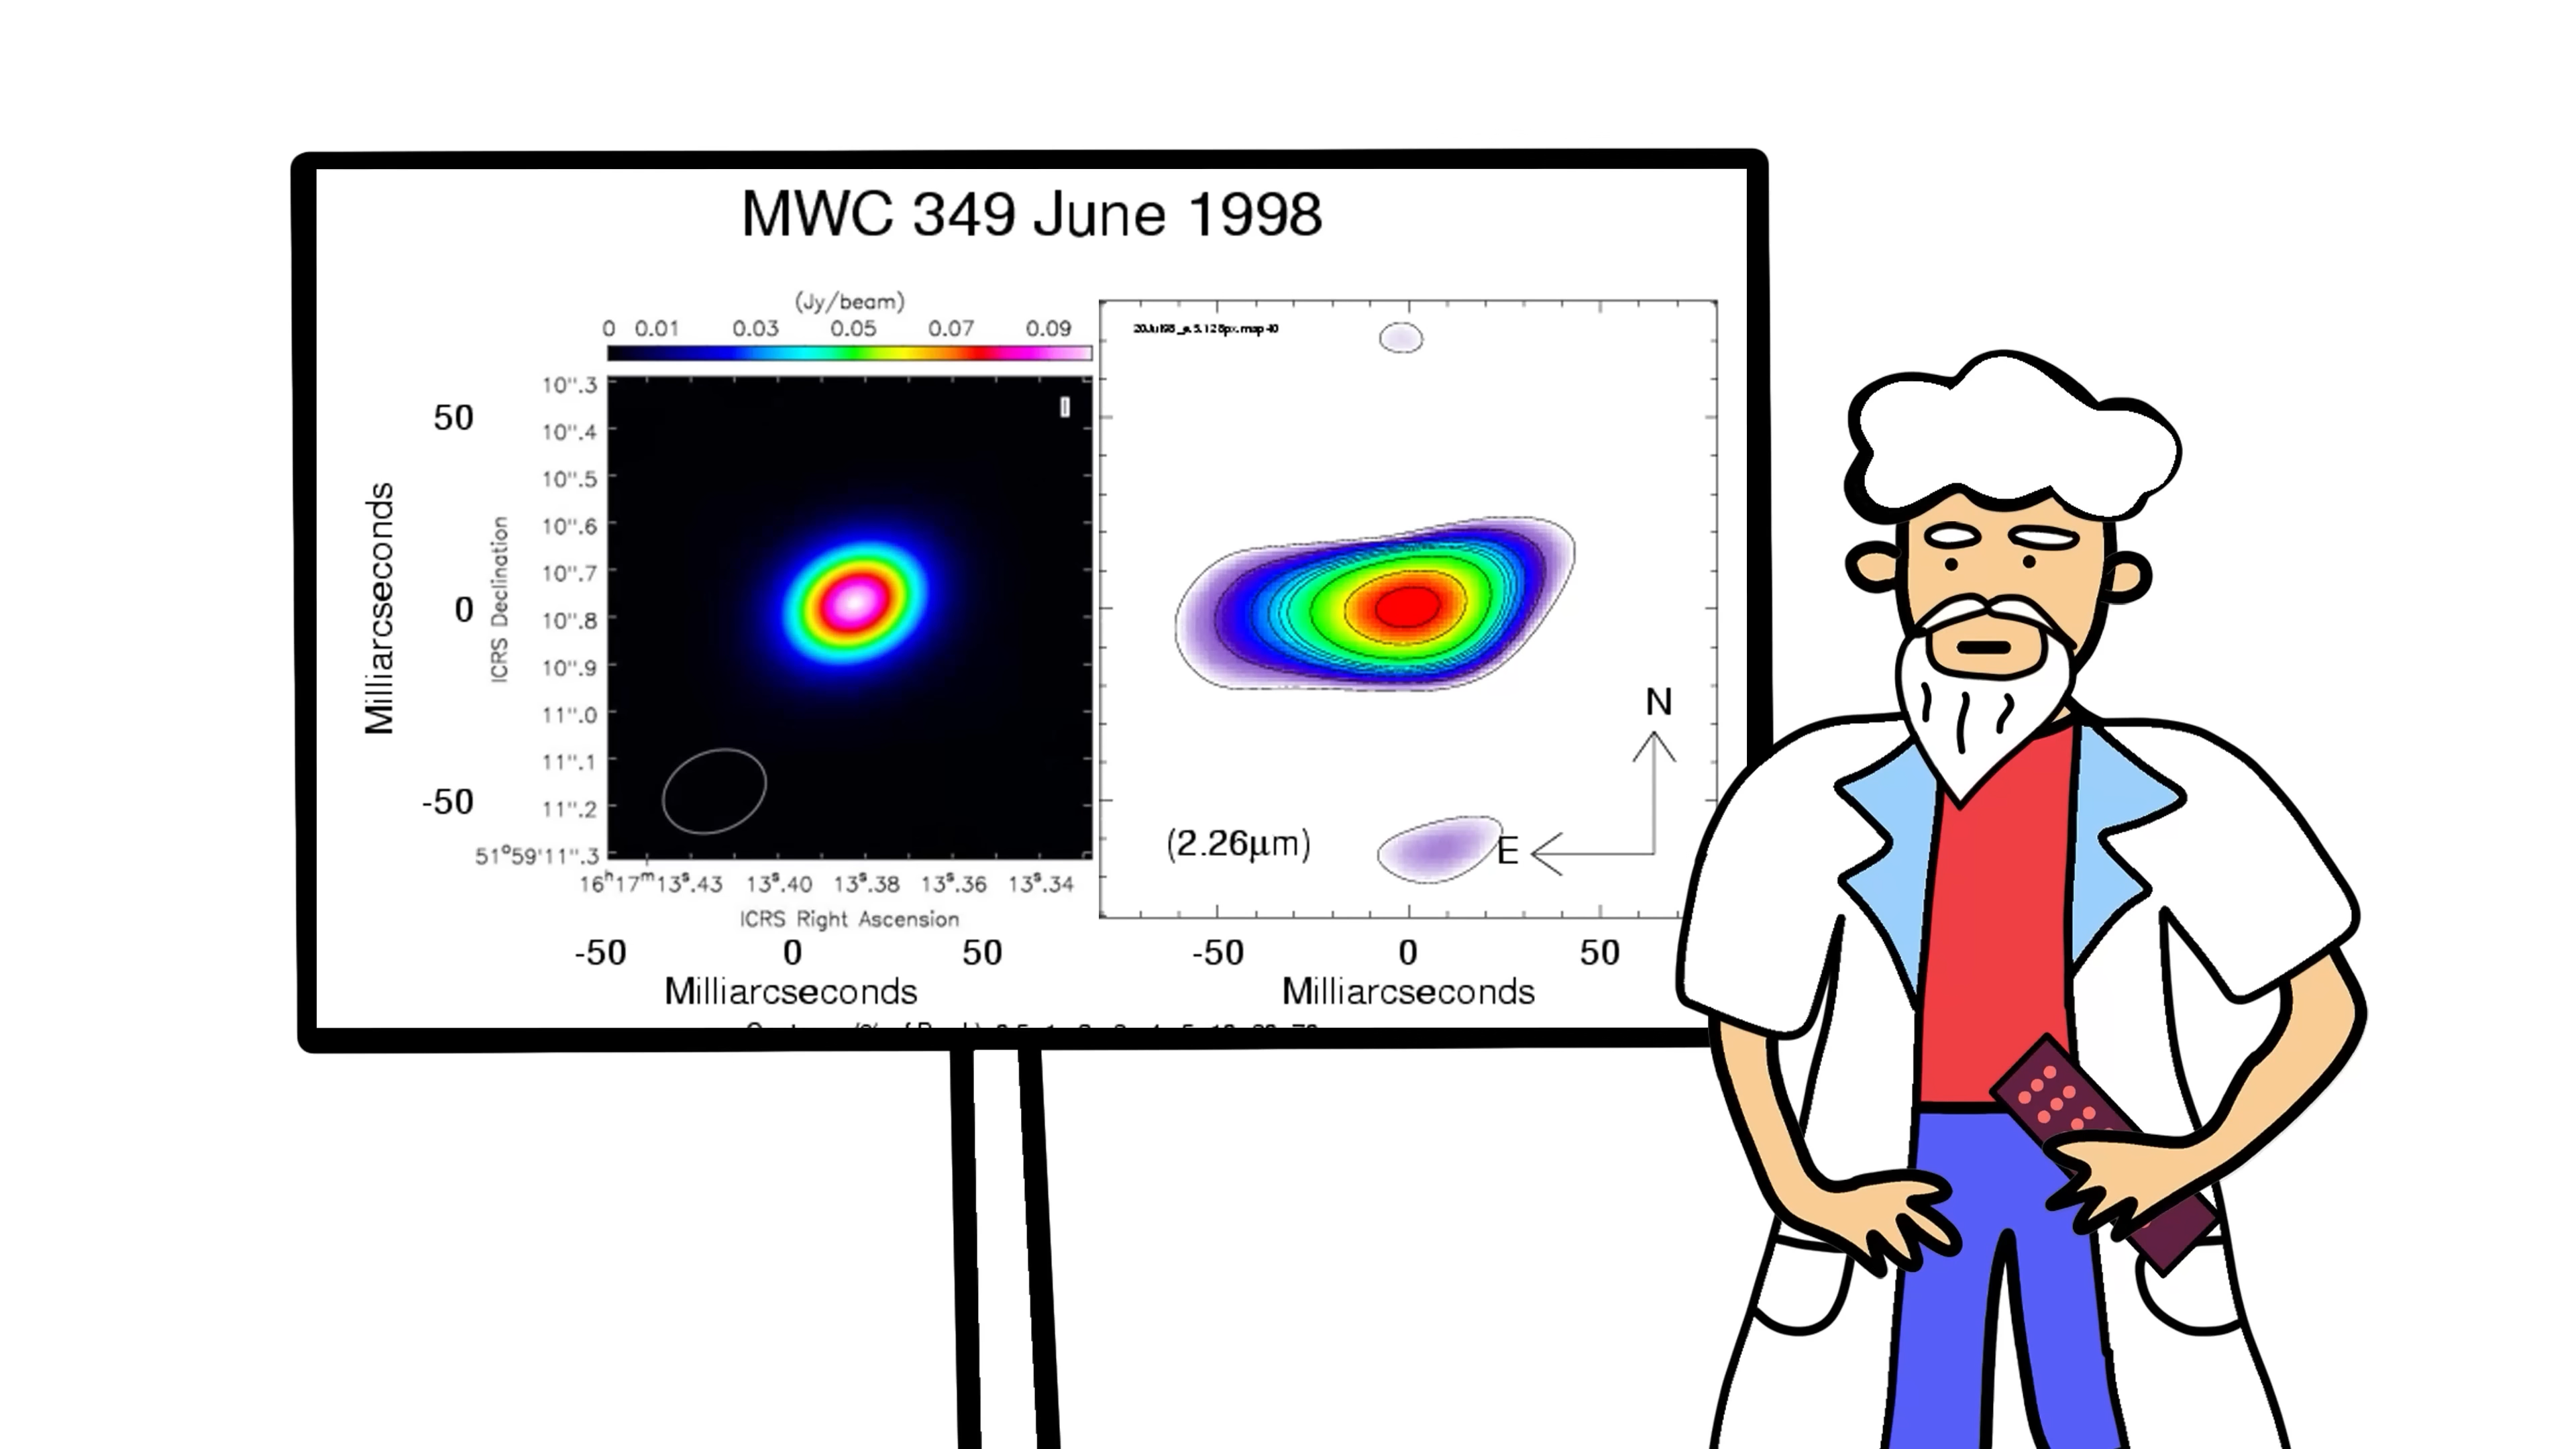 MWC 349 June 1998
(Jy/beam)
0 0.01 0.03 0.05 0.07 0.09
10".3
10".4
10".5
10".6
10".7
10".8
10".9
11".0
11".1
11".2
51°59'11".3
ICRS Declination
16ʰ17ᵐ13ˢ.43 13ˢ.40 13ˢ.38 13ˢ.36 13ˢ.34
ICRS Right Ascension
I
50
0
-50
Milliarcseconds
-50 0 50
Milliarcseconds
N
E
(2.26μm)
-50 0 50
Milliarcseconds